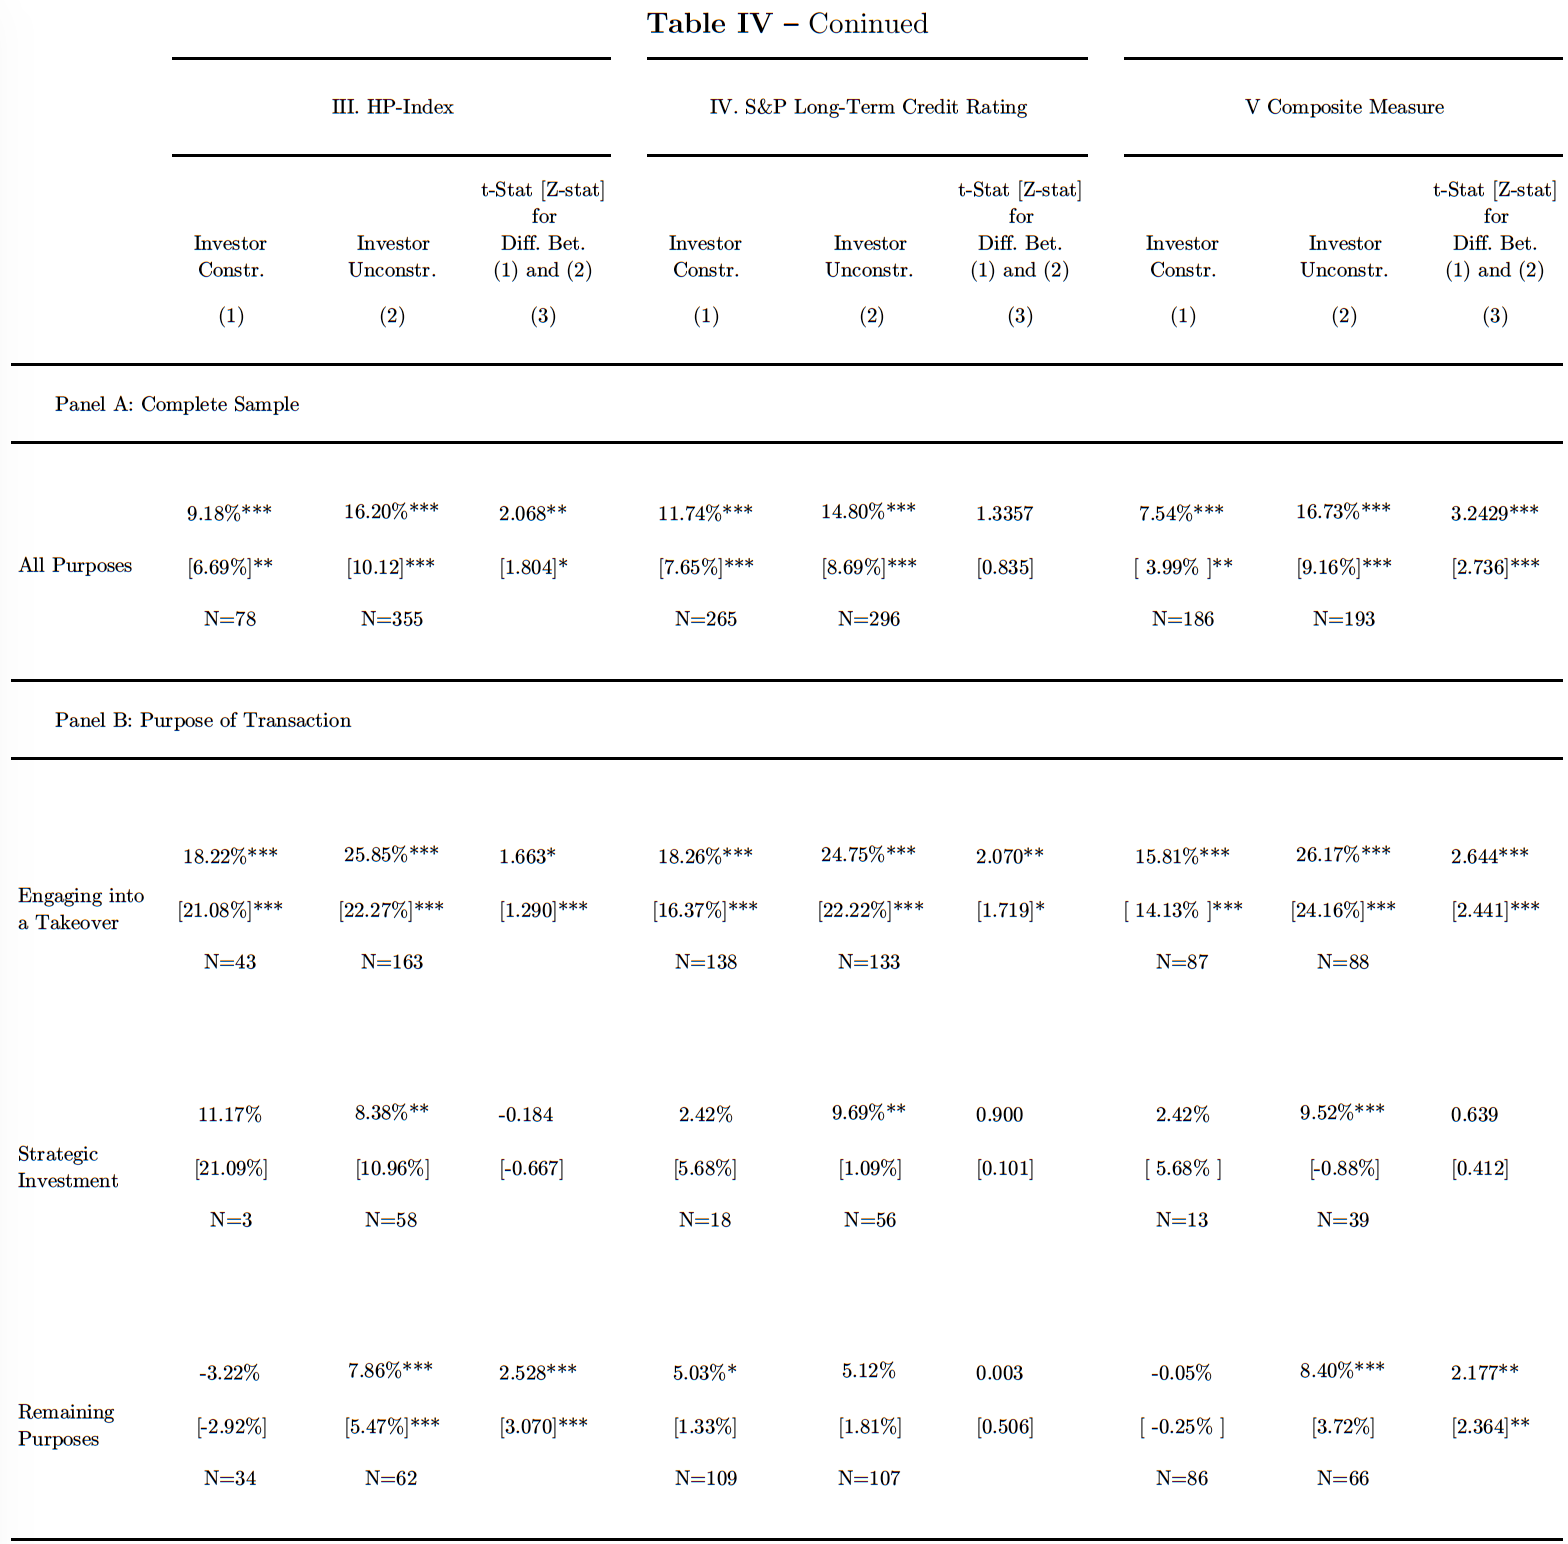 Table IV – Coninued
III. HP-Index IV. S&P Long-Term Credit Rating V Composite Measure
t-Stat [Z-stat] t-Stat [Z-stat] t-Stat [Z-stat]
for for for
Investor Investor Diff. Bet. Investor Investor Diff. Bet. Investor Investor Diff. Bet.
Constr. Unconstr. (1) and (2) Constr. Unconstr. (1) and (2) Constr. Unconstr. (1) and (2)
(1) (2) (3) (1) (2) (3) (1) (2) (3)
Panel A: Complete Sample
9.18%*** 16.20%*** 2.068** 11.74%*** 14.80%*** 1.3357 7.54%*** 16.73%*** 3.2429***
All Purposes [6.69%]** [10.12]*** [1.804]* [7.65%]*** [8.69%]*** [0.835] [ 3.99% ]** [9.16%]*** [2.736]***
N=78 N=355 N=265 N=296 N=186 N=193
Panel B: Purpose of Transaction
18.22%*** 25.85%*** 1.663* 18.26%*** 24.75%*** 2.070** 15.81%*** 26.17%*** 2.644***
Engaging into
[21.08%]*** [22.27%]*** [1.290]*** [16.37%]*** [22.22%]*** [1.719]* [ 14.13% ]*** [24.16%]*** [2.441]***
a Takeover
N=43 N=163 N=138 N=133 N=87 N=88
11.17% 8.38%** -0.184 2.42% 9.69%** 0.900 2.42% 9.52%*** 0.639
Strategic
[21.09%] [10.96%] [-0.667] [5.68%] [1.09%] [0.101] [ 5.68% ] [-0.88%] [0.412]
Investment
N=3 N=58 N=18 N=56 N=13 N=39
-3.22% 7.86%*** 2.528*** 5.03%* 5.12% 0.003 -0.05% 8.40%*** 2.177**
Remaining
[-2.92%] [5.47%]*** [3.070]*** [1.33%] [1.81%] [0.506] [ -0.25% ] [3.72%] [2.364]**
Purposes
N=34 N=62 N=109 N=107 N=86 N=66